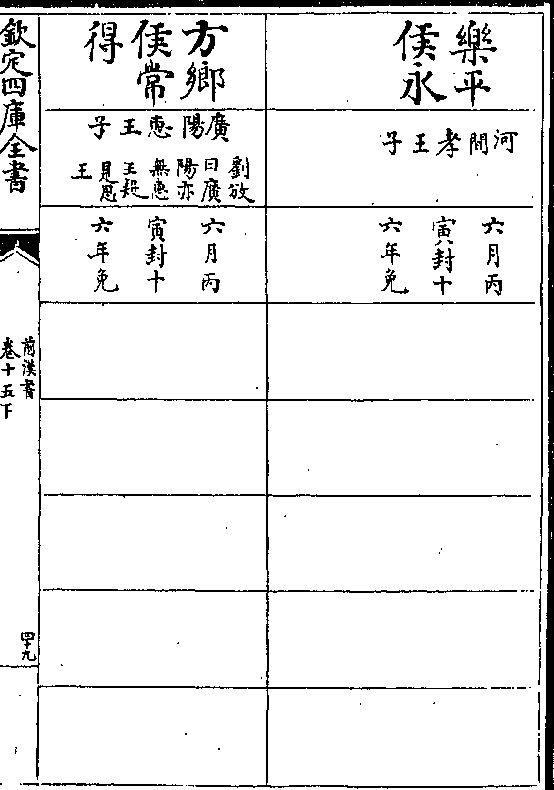 樂平
侯永
河間孝王子
六月丙
寅封十
六年免
方鄉
侯常
得
廣陽惠王子
劉攽
曰廣
陽亦
無惠
王疑
見思
王
六月丙
寅封十
六年免
欽定四庫全書
前漢書
卷十五下
四十九